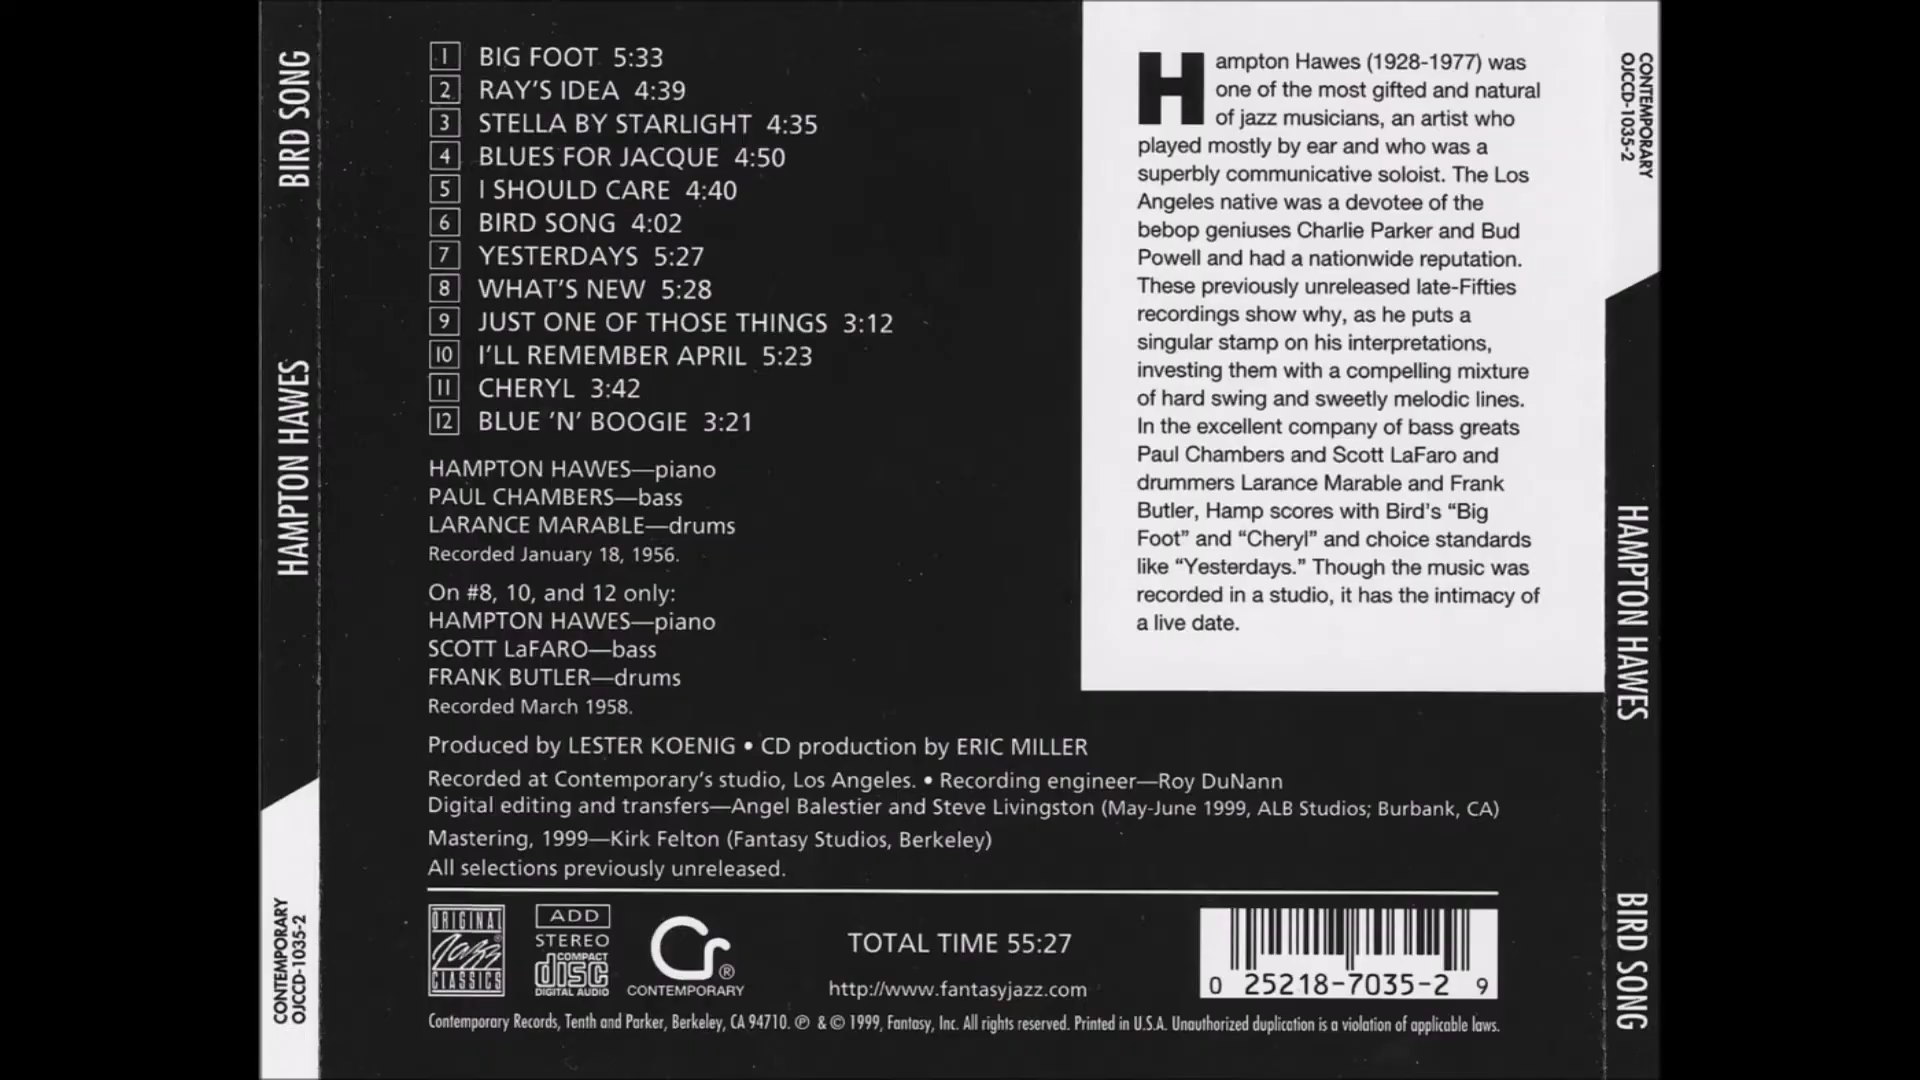 BIRD SONG
HAMPTON HAWES
CONTEMPORARY
OJCCD-1035-2
1 BIG FOOT 5:33
2 RAY'S IDEA 4:39
3 STELLA BY STARLIGHT 4:35
4 BLUES FOR JACQUE 4:50
5 I SHOULD CARE 4:40
6 BIRD SONG 4:02
7 YESTERDAYS 5:27
8 WHAT'S NEW 5:28
9 JUST ONE OF THOSE THINGS 3:12
10 I'LL REMEMBER APRIL 5:23
11 CHERYL 3:42
12 BLUE 'N' BOOGIE 3:21
HAMPTON HAWES—piano
PAUL CHAMBERS—bass
LARANCE MARABLE—drums
Recorded January 18, 1956.
On #8, 10, and 12 only:
HAMPTON HAWES—piano
SCOTT LaFARO—bass
FRANK BUTLER—drums
Recorded March 1958.
Produced by LESTER KOENIG • CD production by ERIC MILLER
Recorded at Contemporary's studio, Los Angeles. • Recording engineer—Roy DuNann
Digital editing and transfers—Angel Balestier and Steve Livingston (May-June 1999, ALB Studios; Burbank, CA)
Mastering, 1999—Kirk Felton (Fantasy Studios, Berkeley)
All selections previously unreleased.
Hampton Hawes (1928-1977) was
one of the most gifted and natural
of jazz musicians, an artist who
played mostly by ear and who was a
superbly communicative soloist. The Los
Angeles native was a devotee of the
bebop geniuses Charlie Parker and Bud
Powell and had a nationwide reputation.
These previously unreleased late-Fifties
recordings show why, as he puts a
singular stamp on his interpretations,
investing them with a compelling mixture
of hard swing and sweetly melodic lines.
In the excellent company of bass greats
Paul Chambers and Scott LaFaro and
drummers Larance Marable and Frank
Butler, Hamp scores with Bird's “Big
Foot” and “Cheryl” and choice standards
like “Yesterdays.” Though the music was
recorded in a studio, it has the intimacy of
a live date.
ORIGINAL
Jazz
CLASSICS
ADD
STEREO
COMPACT
disc
DIGITAL AUDIO
Cr®
CONTEMPORARY
TOTAL TIME 55:27
http://www.fantasyjazz.com
0 25218-7035-2 9
Contemporary Records, Tenth and Parker, Berkeley, CA 94710. ℗ & © 1999, Fantasy, Inc. All rights reserved. Printed in U.S.A. Unauthorized duplication is a violation of applicable laws.
CONTEMPORARY
OJCCD-1035-2
HAMPTON HAWES
BIRD SONG